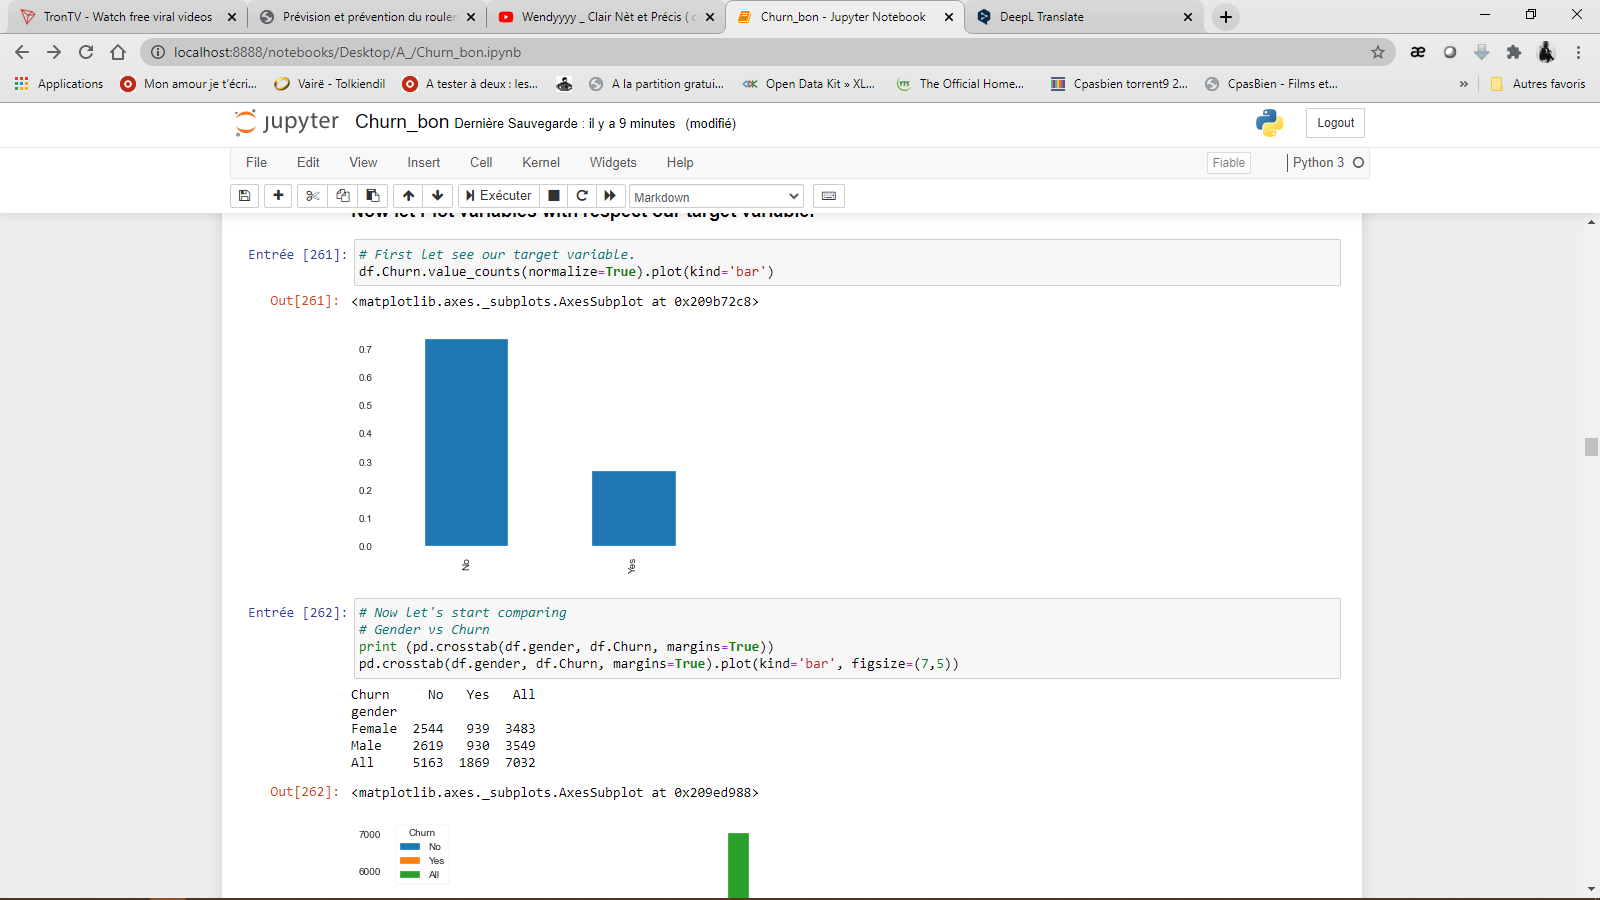 TronTV - Watch free viral videos
Prévision et prévention du rouler
Wendyyyy _ Clair Nèt et Précis ( c
Churn_bon - Jupyter Notebook
DeepL Translate
localhost:8888/notebooks/Desktop/A_/Churn_bon.ipynb
Applications
Mon amour je t'écri...
Vairë - Tolkiendil
A tester à deux : les...
A la partition gratui...
Open Data Kit » XL...
The Official Home...
Cpasbien torrent9 2...
CpasBien - Films et...
»
Autres favoris
jupyter Churn_bon Dernière Sauvegarde : il y a 9 minutes (modifié)
Logout
File Edit View Insert Cell Kernel Widgets Help
Fiable
Python 3
Exécuter
Markdown
Now let Plot variables with respect our target variable.
Entrée [261]:
# First let see our target variable.
df.Churn.value_counts(normalize=True).plot(kind='bar')
Out[261]: <matplotlib.axes._subplots.AxesSubplot at 0x209b72c8>
0.7
0.6
0.5
0.4
0.3
0.2
0.1
0.0
No
Yes
Entrée [262]:
# Now let's start comparing
# Gender vs Churn
print (pd.crosstab(df.gender, df.Churn, margins=True))
pd.crosstab(df.gender, df.Churn, margins=True).plot(kind='bar', figsize=(7,5))
Churn No Yes All
gender
Female 2544 939 3483
Male 2619 930 3549
All 5163 1869 7032
Out[262]: <matplotlib.axes._subplots.AxesSubplot at 0x209ed988>
7000
6000
Churn
No
Yes
All